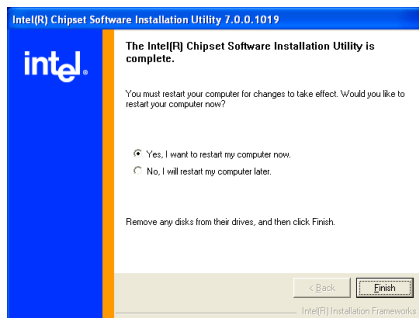 Intel(R) Chipset Software Installation Utility 7.0.0.1019
intel®
The Intel(R) Chipset Software Installation Utility is
complete.
You must restart your computer for changes to take effect. Would you like to
restart your computer now?
Yes, I want to restart my computer now.
No, I will restart my computer later.
Remove any disks from their drives, and then click Finish.
< Back
Finish
Intel(R) Installation Frameworks